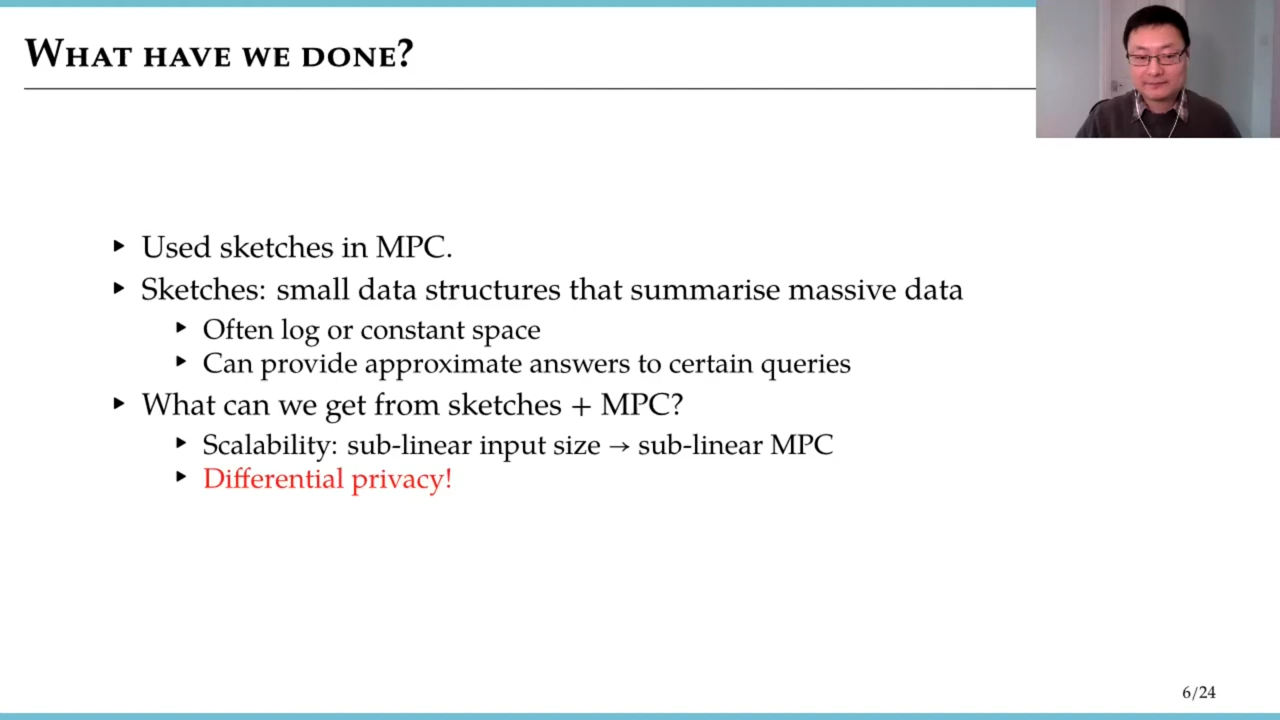 What have we done?
‣ Used sketches in MPC.
‣ Sketches: small data structures that summarise massive data
‣ Often log or constant space
‣ Can provide approximate answers to certain queries
‣ What can we get from sketches + MPC?
‣ Scalability: sub-linear input size → sub-linear MPC
‣ Differential privacy!
6/24